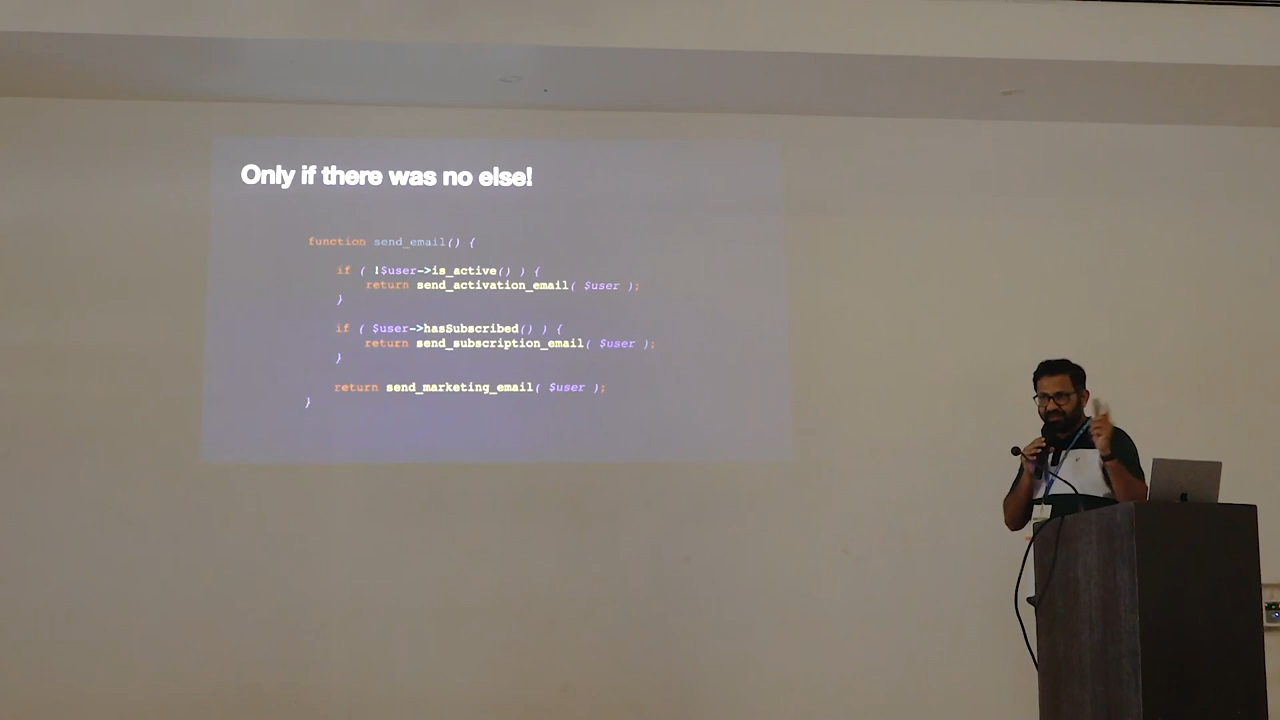 Only if there was no else!
function send_email() {
if ( !$user->is_active() ) {
return send_activation_email( $user );
}
if ( $user->hasSubscribed() ) {
return send_subscription_email( $user );
}
return send_marketing_email( $user );
}